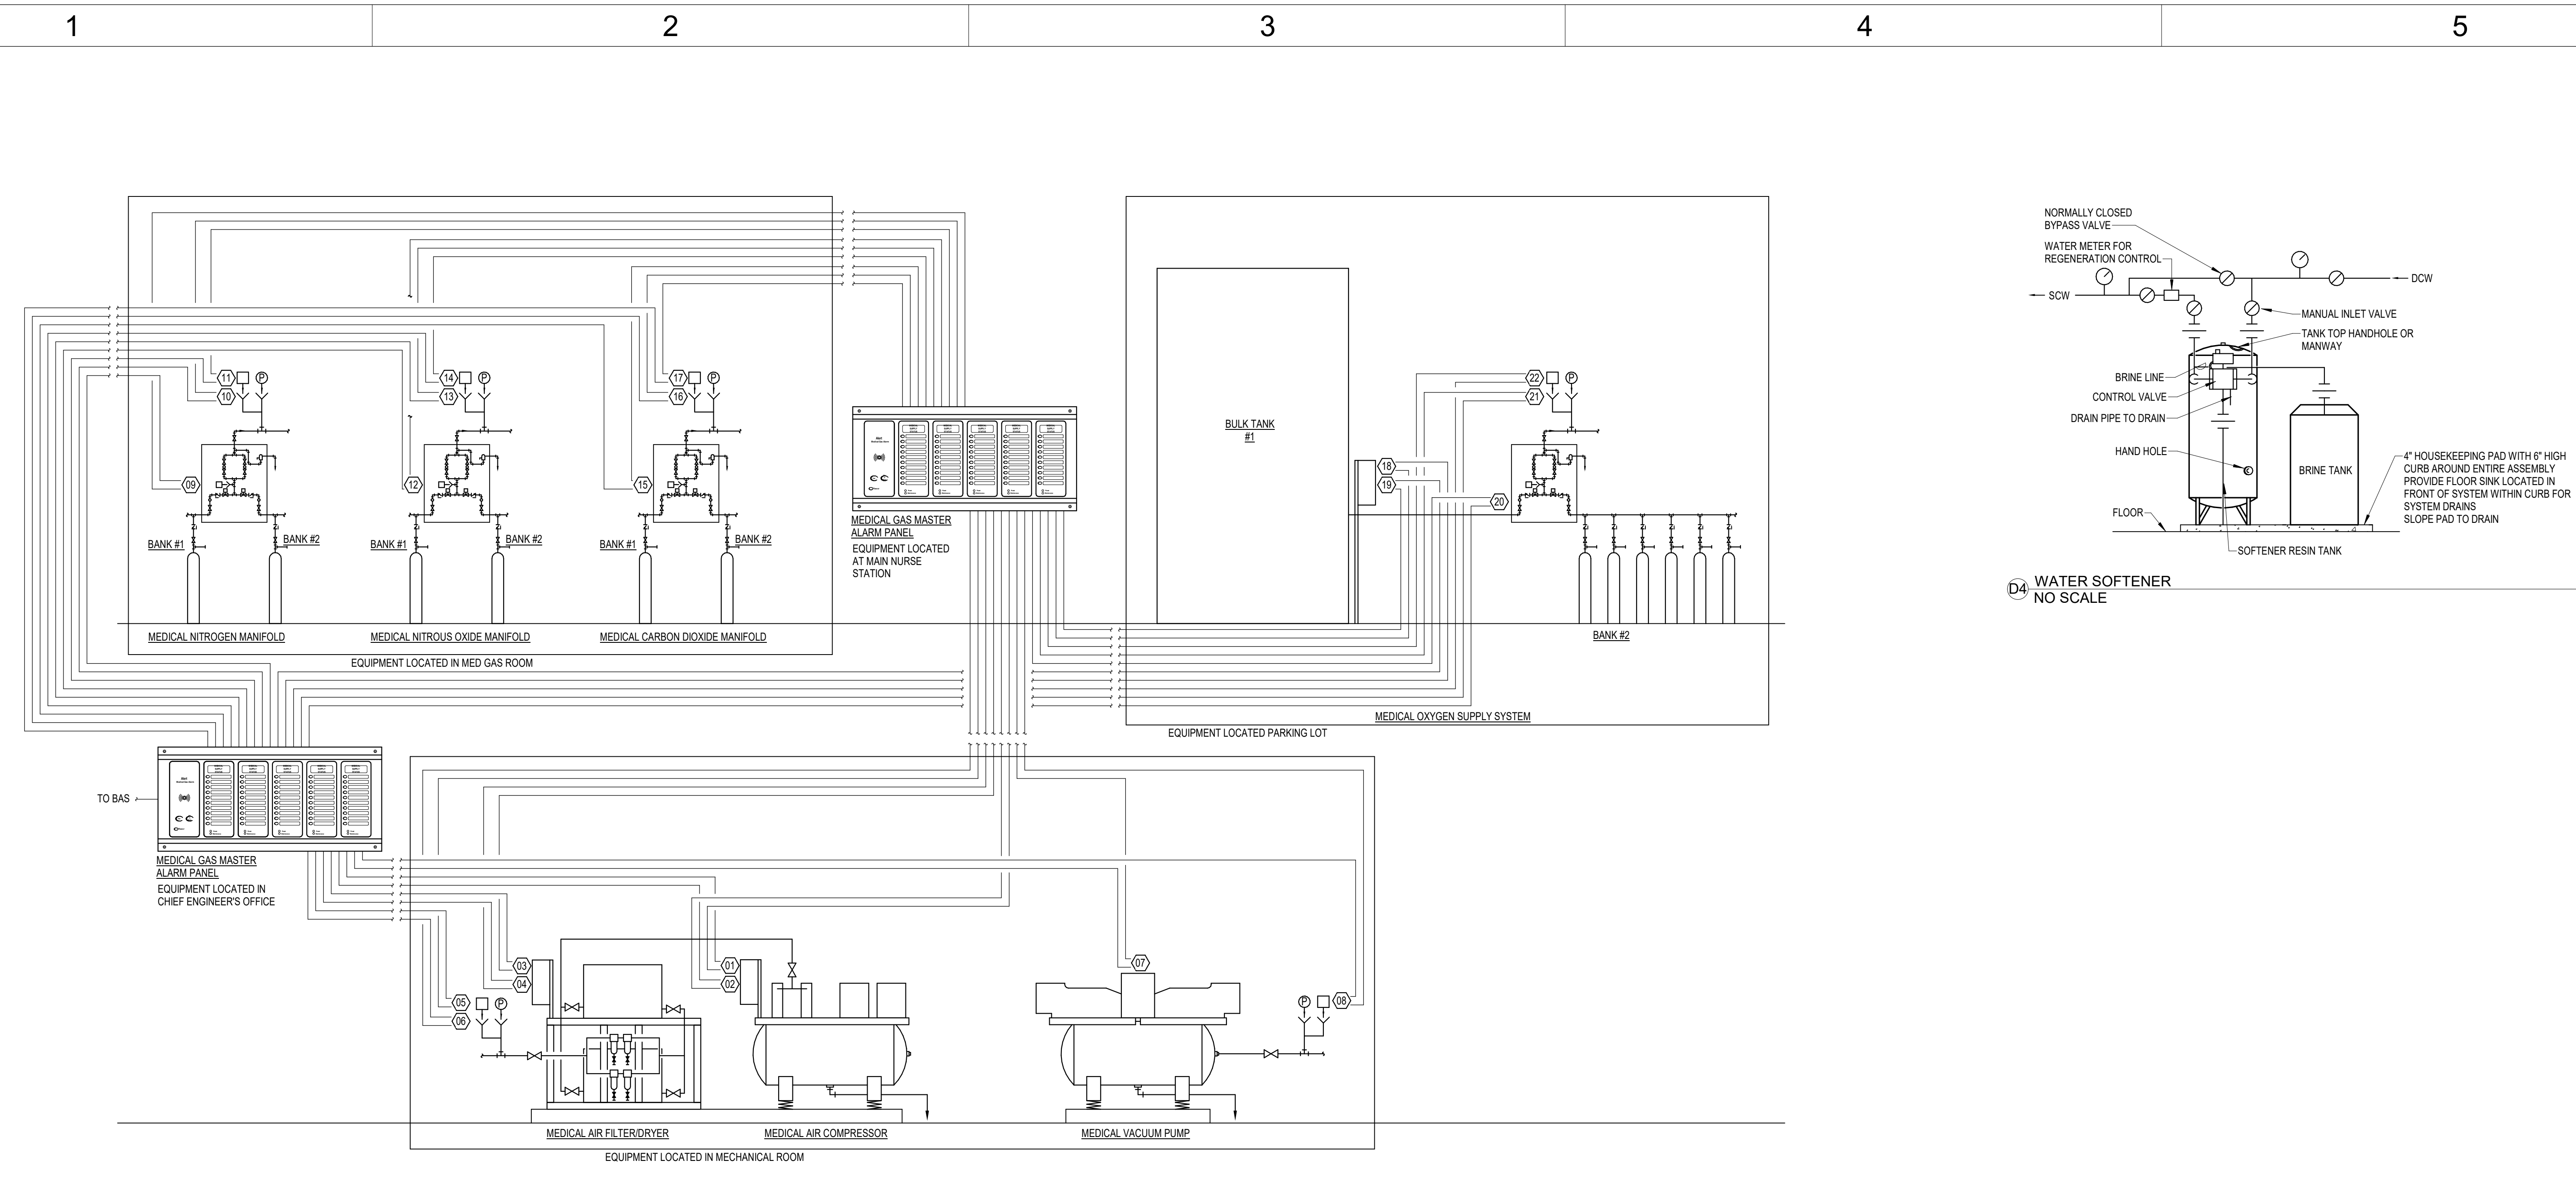 1
2
3
4
5
11
10
09
BANK #1
BANK #2
MEDICAL NITROGEN MANIFOLD
14
P
13
12
BANK #1
BANK #2
MEDICAL NITROUS OXIDE MANIFOLD
17
P
16
15
BANK #1
BANK #2
MEDICAL CARBON DIOXIDE MANIFOLD
P
EQUIPMENT LOCATED IN MED GAS ROOM
MEDICAL GAS MASTER
ALARM PANEL
EQUIPMENT LOCATED
AT MAIN NURSE
STATION
BULK TANK
#1
18
19
22
P
21
20
BANK #2
MEDICAL OXYGEN SUPPLY SYSTEM
EQUIPMENT LOCATED PARKING LOT
TO BAS
MEDICAL GAS MASTER
ALARM PANEL
EQUIPMENT LOCATED IN
CHIEF ENGINEER'S OFFICE
03
04
05
P
06
01
02
07
P
08
MEDICAL AIR FILTER/DRYER
MEDICAL AIR COMPRESSOR
MEDICAL VACUUM PUMP
EQUIPMENT LOCATED IN MECHANICAL ROOM
NORMALLY CLOSED
BYPASS VALVE
WATER METER FOR
REGENERATION CONTROL
SCW
DCW
MANUAL INLET VALVE
TANK TOP HANDHOLE OR
MANWAY
BRINE LINE
CONTROL VALVE
DRAIN PIPE TO DRAIN
HAND HOLE
BRINE TANK
4" HOUSEKEEPING PAD WITH 6" HIGH
CURB AROUND ENTIRE ASSEMBLY
PROVIDE FLOOR SINK LOCATED IN
FRONT OF SYSTEM WITHIN CURB FOR
SYSTEM DRAINS
SLOPE PAD TO DRAIN
FLOOR
SOFTENER RESIN TANK
D4
WATER SOFTENER
NO SCALE